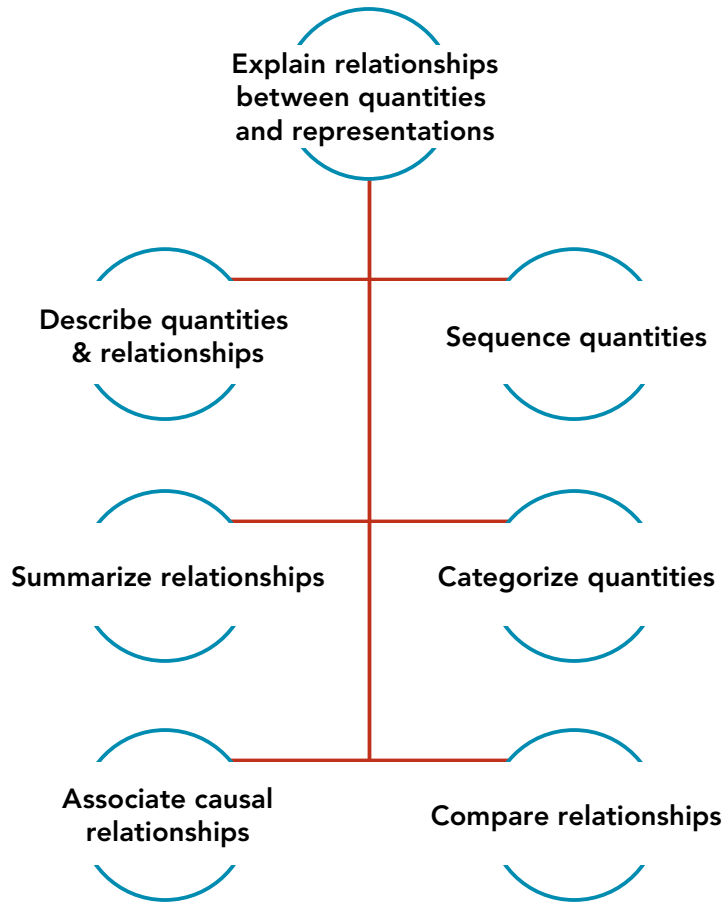 Explain relationships
between quantities
and representations
Describe quantities
& relationships
Sequence quantities
Summarize relationships
Categorize quantities
Associate causal
relationships
Compare relationships